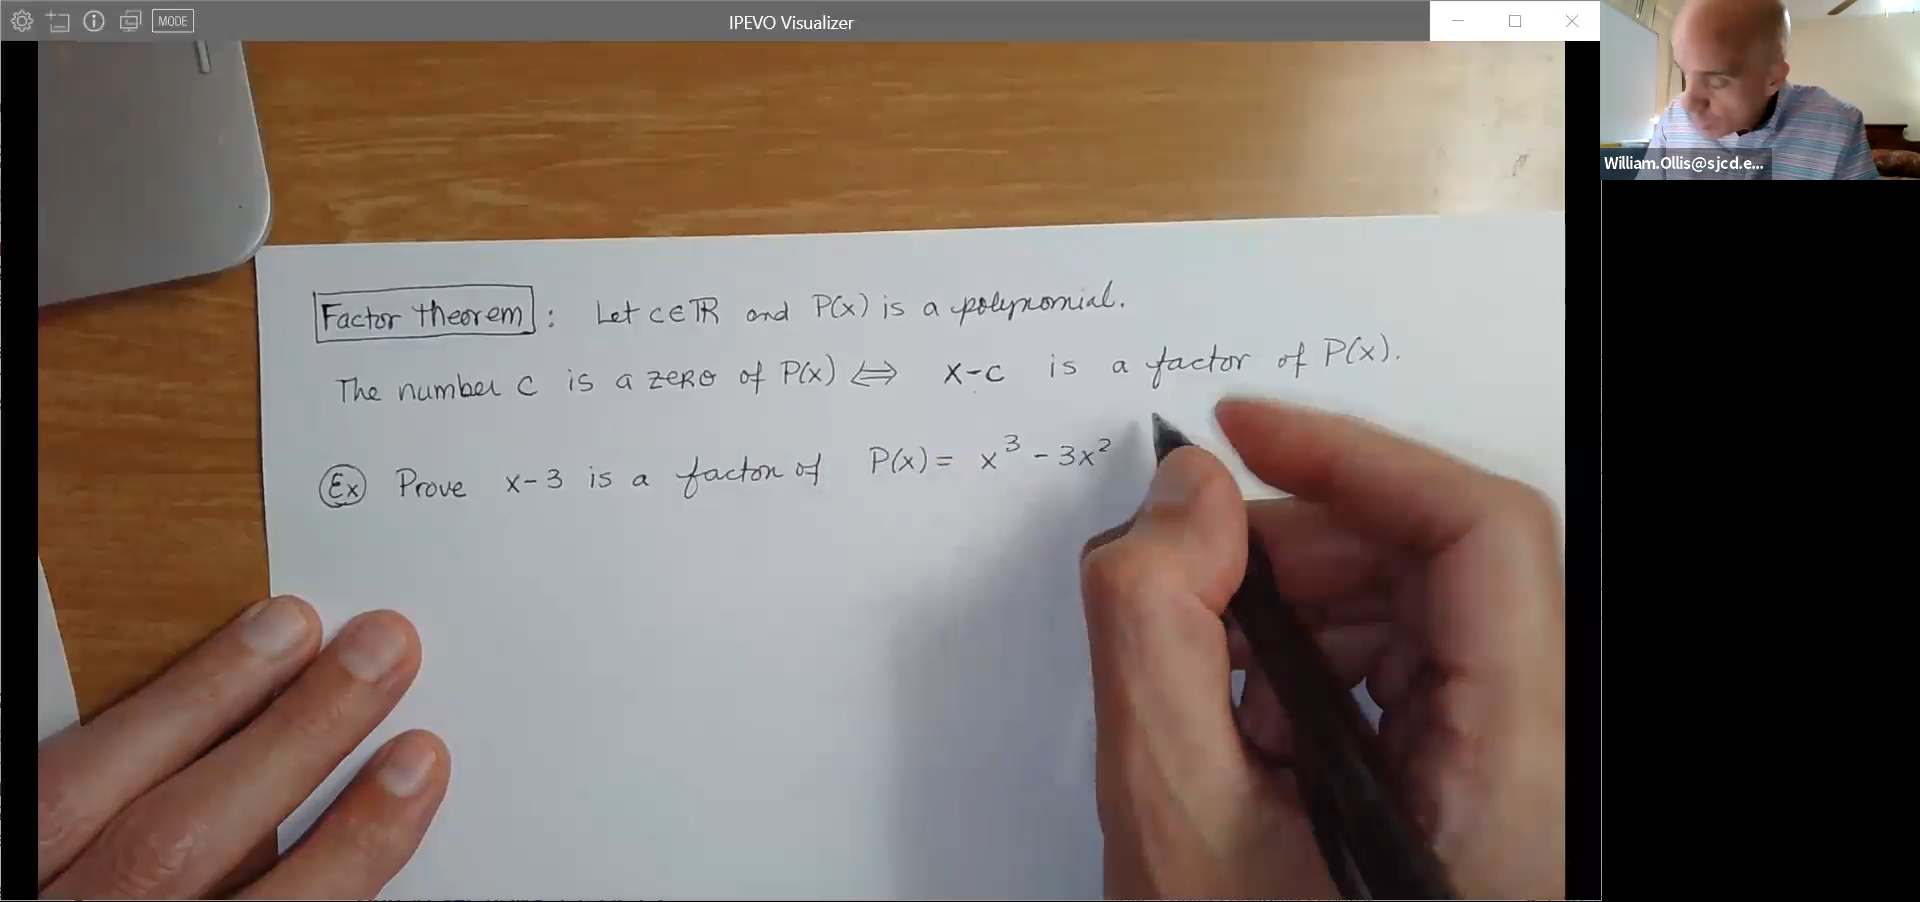 MODE
IPEVO Visualizer
William.Ollis@sjcd.e...
Factor theorem : Let c∈ℝ and P(x) is a polynomial.
The number c is a zero of P(x) ⟺ x-c is a factor of P(x).
Ex Prove x-3 is a factor of P(x) = x³ - 3x²